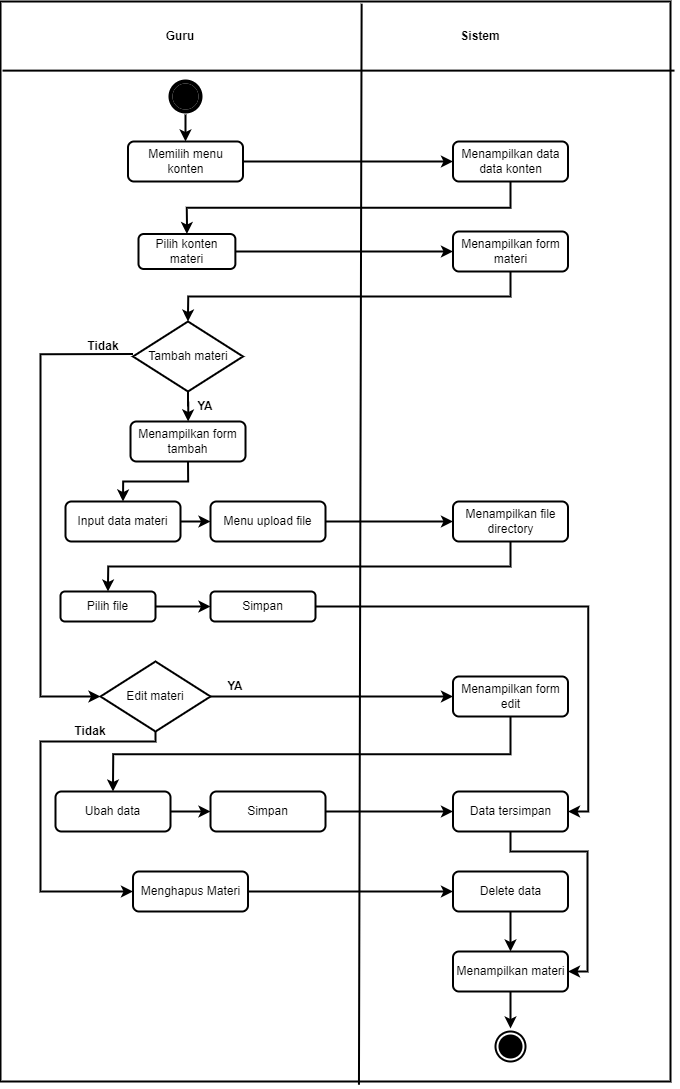 Guru
Sistem
Memilih menu
konten
Menampilkan data
data konten
Pilih konten
materi
Menampilkan form
materi
Tidak
Tambah materi
YA
Menampilkan form
tambah
Input data materi
Menu upload file
Menampilkan file
directory
Pilih file
Simpan
Edit materi
YA
Menampilkan form
edit
Tidak
Ubah data
Simpan
Data tersimpan
Menghapus Materi
Delete data
Menampilkan materi